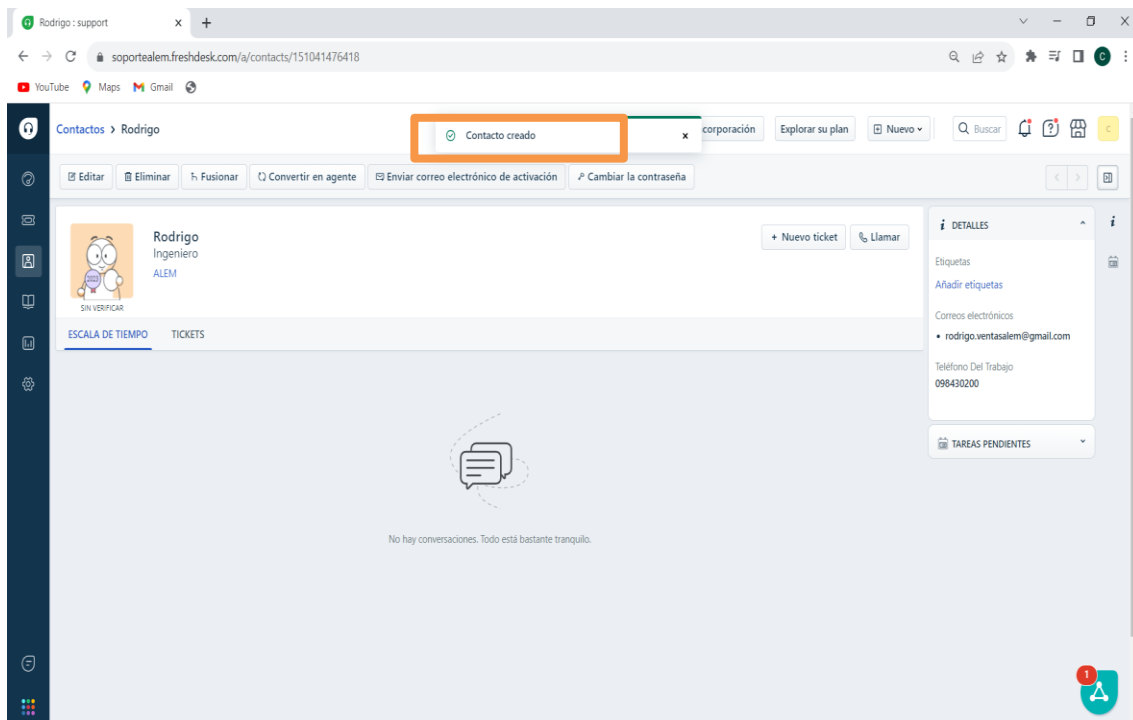 Rodrigo : support
soportealem.freshdesk.com/a/contacts/151041476418
C
YouTube
Maps
Gmail
Contactos > Rodrigo
Contacto creado
x
corporación
Explorar su plan
Nuevo
Buscar
C
Editar
Eliminar
Fusionar
Convertir en agente
Enviar correo electrónico de activación
Cambiar la contraseña
Rodrigo
Ingeniero
ALEM
SIN VERIFICAR
+ Nuevo ticket
Llamar
ESCALA DE TIEMPO
TICKETS
No hay conversaciones. Todo está bastante tranquilo.
i DETALLES
i
Etiquetas
Añadir etiquetas
Correos electrónicos
• rodrigo.ventasalem@gmail.com
Teléfono Del Trabajo
098430200
TAREAS PENDIENTES
1